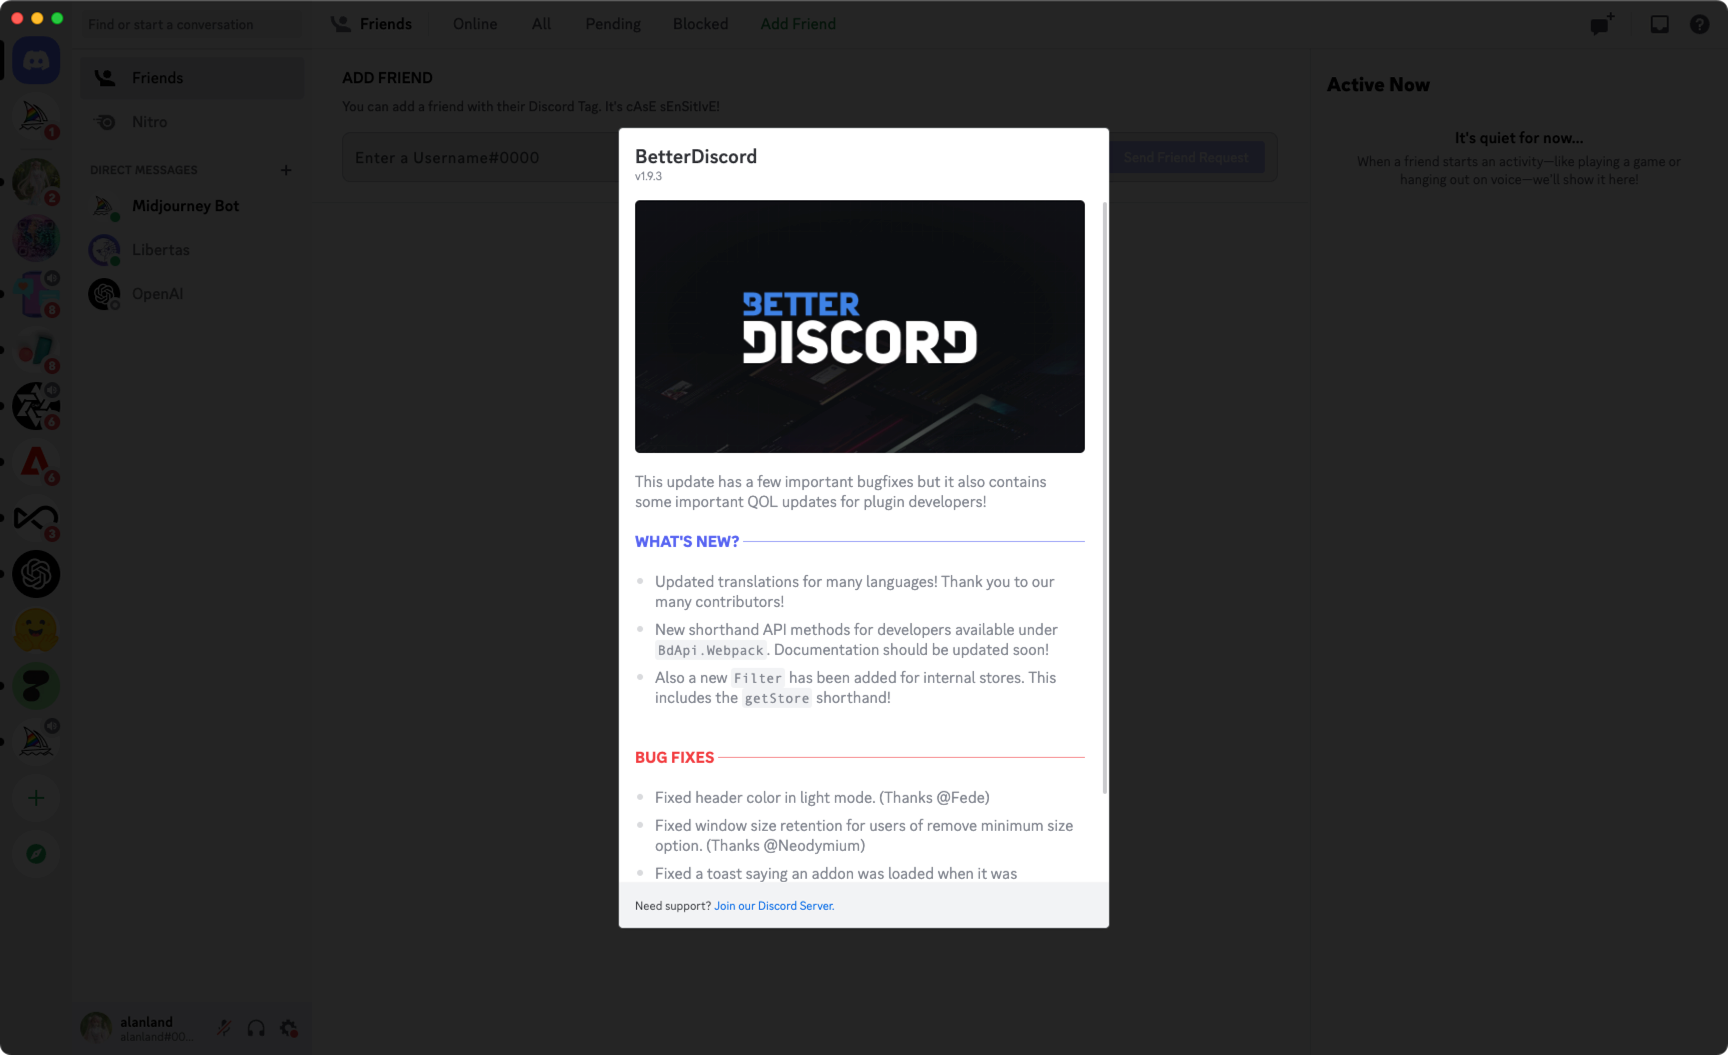 Find or start a conversation
Friends
Online
All
Pending
Blocked
Add Friend
Friends
Nitro
DIRECT MESSAGES
Midjourney Bot
Libertas
OpenAI
ADD FRIEND
You can add a friend with their Discord Tag. It's cAsE sEnSitIvE!
Enter a Username#0000
Send Friend Request
Active Now
It's quiet for now...
When a friend starts an activity—like playing a game or
hanging out on voice—we'll show it here!
1
2
8
8
6
6
3
BetterDiscord
v1.9.3
BETTER
DISCORD
This update has a few important bugfixes but it also contains
some important QOL updates for plugin developers!
WHAT'S NEW?
Updated translations for many languages! Thank you to our
many contributors!
New shorthand API methods for developers available under
BdApi.Webpack. Documentation should be updated soon!
Also a new Filter has been added for internal stores. This
includes the getStore shorthand!
BUG FIXES
Fixed header color in light mode. (Thanks @Fede)
Fixed window size retention for users of remove minimum size
option. (Thanks @Neodymium)
Fixed a toast saying an addon was loaded when it was
Need support? Join our Discord Server.
alanland
alanland#00...